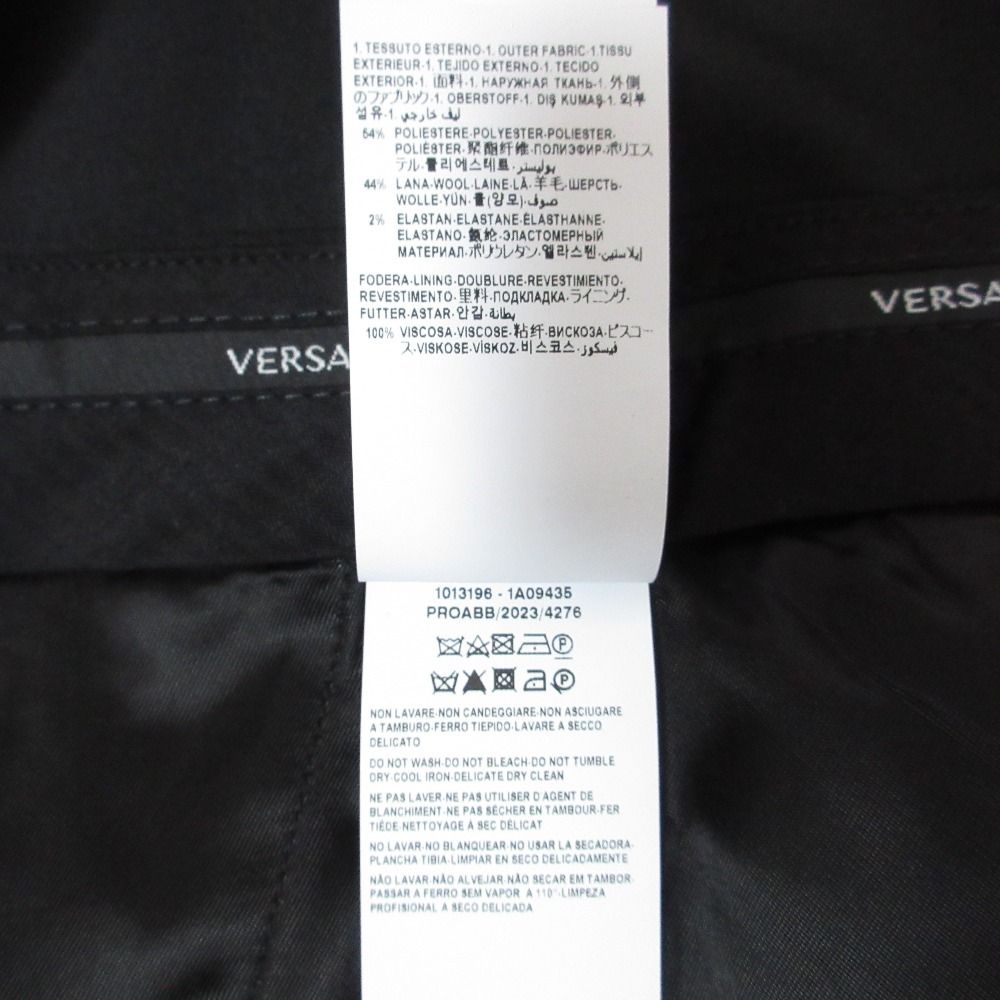 1. TESSUTO ESTERNO-1. OUTER FABRIC-1.TISSU
EXTERIEUR-1. TEJIDO EXTERNO-1. TECIDO
EXTERIOR-1. 面料-1. НАРУЖНАЯ ТКАНЬ-1. 外側
のファブリック-1. OBERSTOFF-1. DIŞ KUMAŞ-1. 외부
섬유-1. ليف خارجي
54% POLIESTERE-POLYESTER-POLIESTER-
POLIÉSTER-聚酯纤维-ПОЛИЭФИР-ポリエス
テル-폴리에스테르-بوليستر
44% LANA-WOOL-LAINE-LÃ-羊毛-ШЕРСТЬ-
WOLLE-YÜN-울(양모)-صوف
2% ELASTAN-ELASTANE-ÉLASTHANNE-
ELASTANO-氨纶-ЭЛАСТОМЕРНЫЙ
МАТЕРИАЛ-ポリウレタン-엘라스텐-إيلاستين
FODERA-LINING-DOUBLURE-REVESTIMIENTO-
REVESTIMENTO-里料-ПОДКЛАДКА-ライニング-
FUTTER-ASTAR-안감-بطانة
100% VISCOSA-VISCOSE-粘纤-ВИСКОЗА-ビスコー
ス-VISKOSE-VİSKOZ-비스코스-فيسكوز
VERSA
VERSA
1013196 - 1A09435
PROABB/2023/4276
NON LAVARE-NON CANDEGGIARE-NON ASCIUGARE
A TAMBURO-FERRO TIEPIDO-LAVARE A SECCO
DELICATO
DO NOT WASH-DO NOT BLEACH-DO NOT TUMBLE
DRY-COOL IRON-DELICATE DRY CLEAN
NE PAS LAVER-NE PAS UTILISER D'AGENT DE
BLANCHIMENT-NE PAS SÉCHER EN TAMBOUR-FER
TIÈDE-NETTOYAGE À SEC DÉLICAT
NO LAVAR-NO BLANQUEAR-NO USAR LA SECADORA-
PLANCHA TIBIA-LIMPIAR EN SECO DELICADAMENTE
NÃO LAVAR-NÃO ALVEJAR-NÃO SECAR EM TAMBOR-
PASSAR A FERRO SEM VAPOR A 110°-LIMPEZA
PROFISIONAL A SECO DELICADA